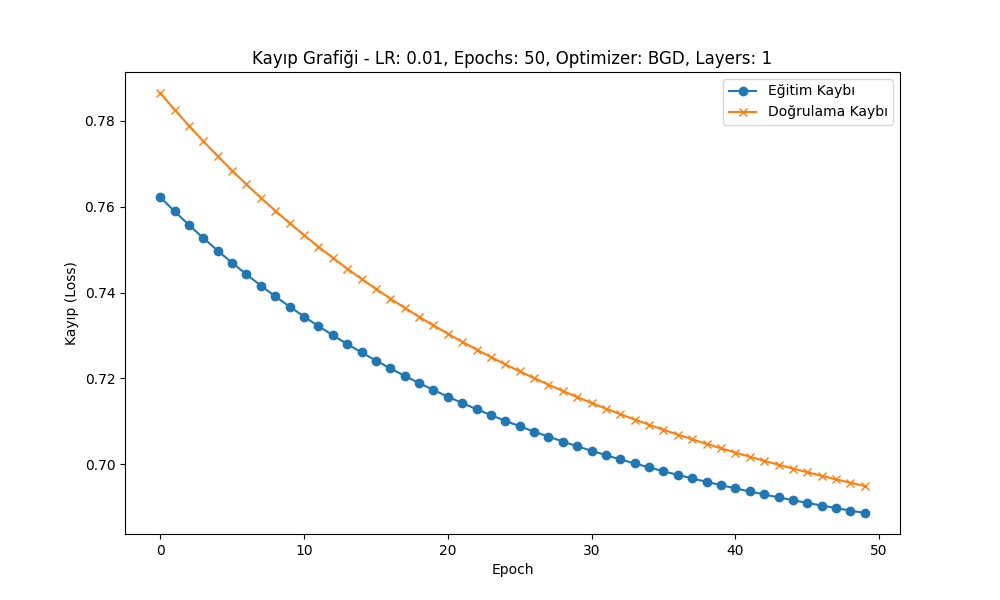 Kayıp Grafiği - LR: 0.01, Epochs: 50, Optimizer: BGD, Layers: 1
Eğitim Kaybı
Doğrulama Kaybı
Kayıp (Loss)
0.78
0.76
0.74
0.72
0.70
0 10 20 30 40 50
Epoch